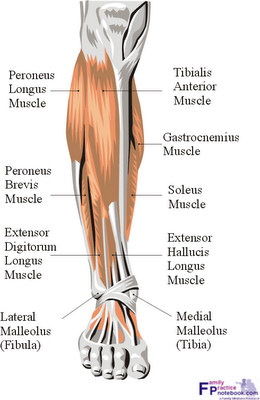 Peroneus
Longus
Muscle
Tibialis
Anterior
Muscle
Gastrocnemius
Muscle
Peroneus
Brevis
Muscle
Soleus
Muscle
Extensor
Digitorum
Longus
Muscle
Extensor
Hallucis
Longus
Muscle
Lateral
Malleolus
(Fibula)
Medial
Malleolus
(Tibia)
Family
Practice
notebook.com